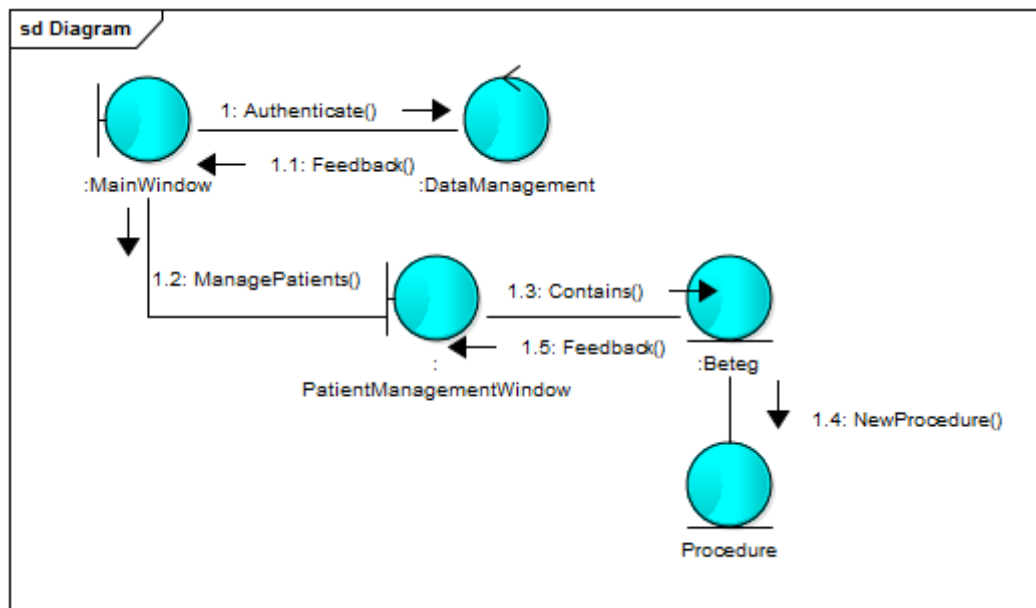 sd Diagram
1: Authenticate()
1.1: Feedback()
:MainWindow
:DataManagement
1.2: ManagePatients()
1.3: Contains()
1.5: Feedback()
:
PatientManagementWindow
:Beteg
1.4: NewProcedure()
Procedure